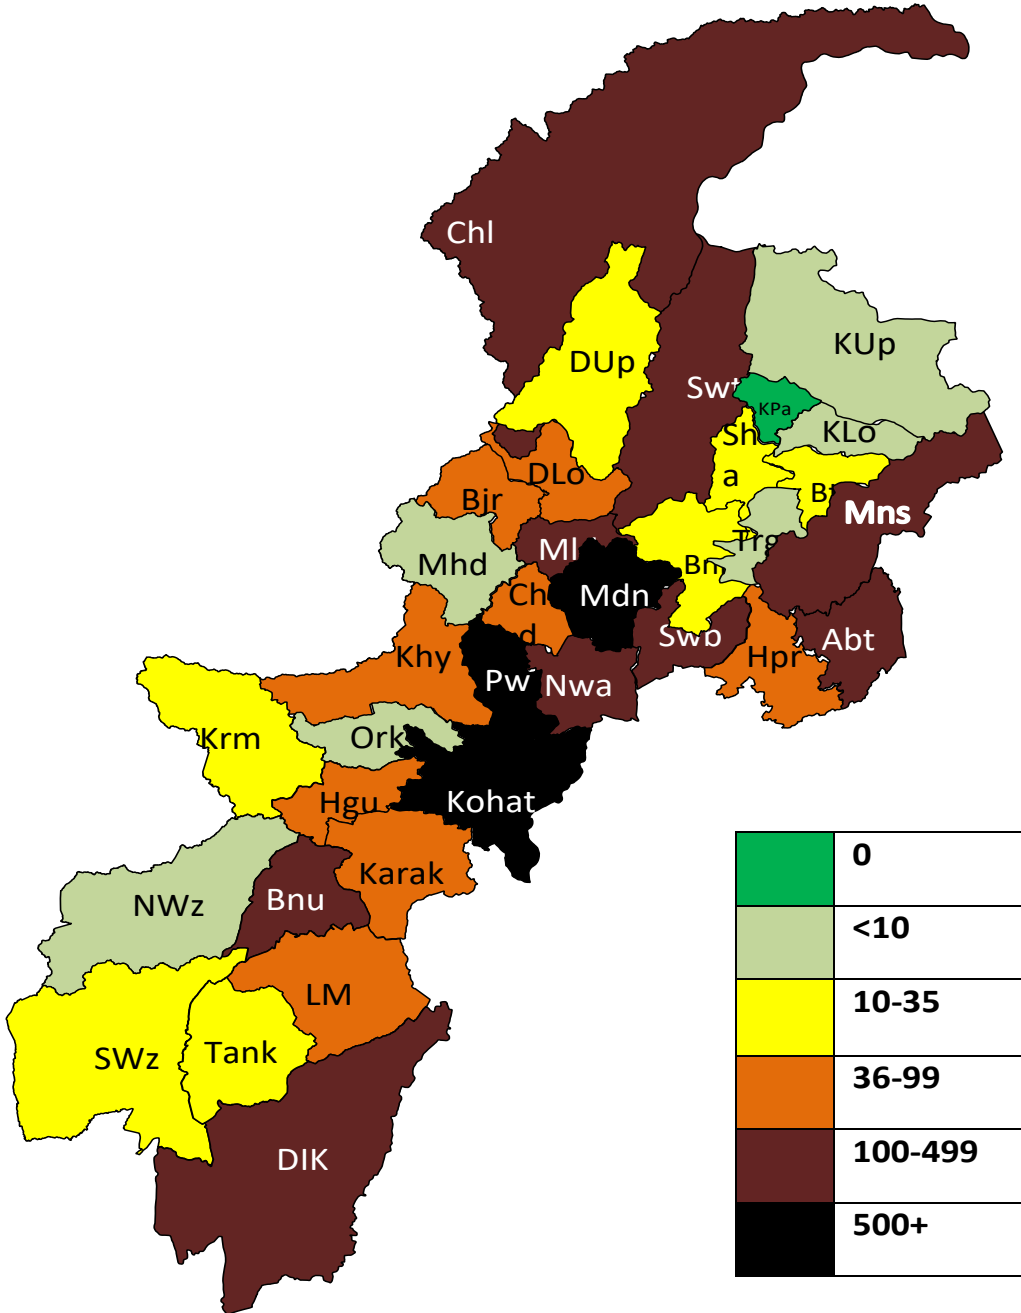 Chl
KUp
DUp
Swt
KPa
KLo
Sh
a
DLo
Bjr
Mns
Trg
Mhd
Bn
Ch
d
Mdn
Swb
Abt
Khy
Hpr
Pw
Nwa
Krm
Ork
Hgu
Kohat
Karak
NWz
Bnu
LM
SWz
Tank
DIK
0
<10
10-35
36-99
100-499
500+